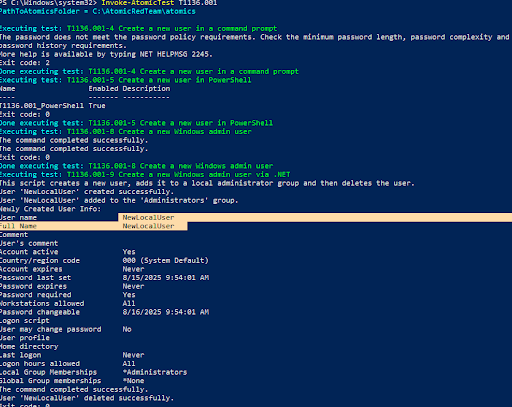 PS C:\Windows\system32> Invoke-AtomicTest T1136.001
PathToAtomicsFolder = C:\AtomicRedTeam\atomics
Executing test: T1136.001-4 Create a new user in a command prompt
The password does not meet the password policy requirements. Check the minimum password length, password complexity and
password history requirements.
More help is available by typing NET HELPMSG 2245.
Exit code: 2
Done executing test: T1136.001-4 Create a new user in a command prompt
Executing test: T1136.001-5 Create a new user in PowerShell
Name Enabled Description
---- ------- -----------
T1136.001_PowerShell True
Exit code: 0
Done executing test: T1136.001-5 Create a new user in PowerShell
Executing test: T1136.001-8 Create a new Windows admin user
The command completed successfully.
The command completed successfully.
Exit code: 0
Done executing test: T1136.001-8 Create a new Windows admin user
Executing test: T1136.001-9 Create a new Windows admin user via .NET
This script creates a new user, adds it to a local administrator group and then deletes the user.
User 'NewLocalUser' created successfully.
User 'NewLocalUser' added to the 'Administrators' group.
Newly Created User Info:
User name NewLocalUser
Full Name NewLocalUser
Comment
User's comment
Account active Yes
Country/region code 000 (System Default)
Account expires Never
Password last set 8/15/2025 9:54:01 AM
Password expires Never
Password changeable 8/16/2025 9:54:01 AM
Password required Yes
User may change password No
Workstations allowed All
Logon script
User profile
Home directory
Last logon Never
Logon hours allowed All
Local Group Memberships *Administrators
Global Group memberships *None
The command completed successfully.
User 'NewLocalUser' deleted successfully.
Exit code: 0